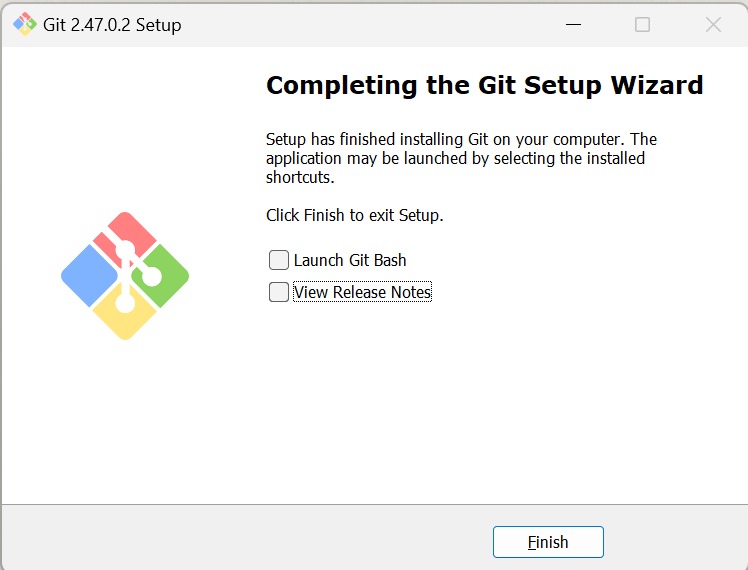 Git 2.47.0.2 Setup
Completing the Git Setup Wizard
Setup has finished installing Git on your computer. The
application may be launched by selecting the installed
shortcuts.
Click Finish to exit Setup.
Launch Git Bash
View Release Notes
Finish